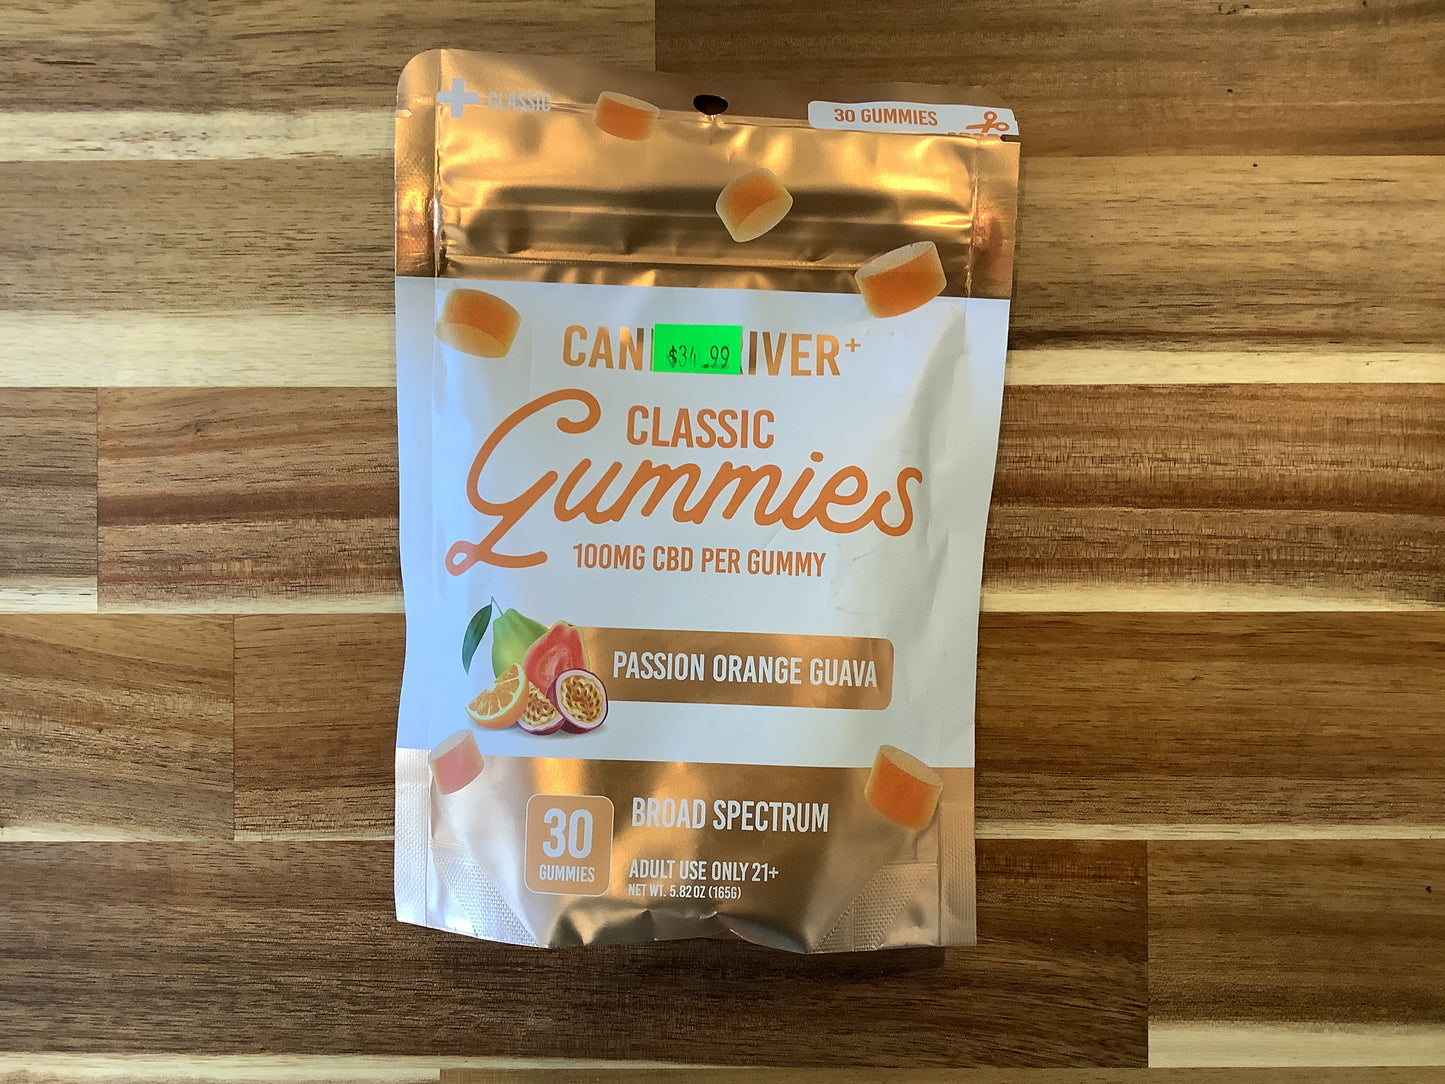 CLASSIC
30 GUMMIES
CAN IVER+
$34.99
CLASSIC
Gummies
100MG CBD PER GUMMY
PASSION ORANGE GUAVA
30
GUMMIES
BROAD SPECTRUM
ADULT USE ONLY 21+
NET WT. 5.82 OZ (165G)